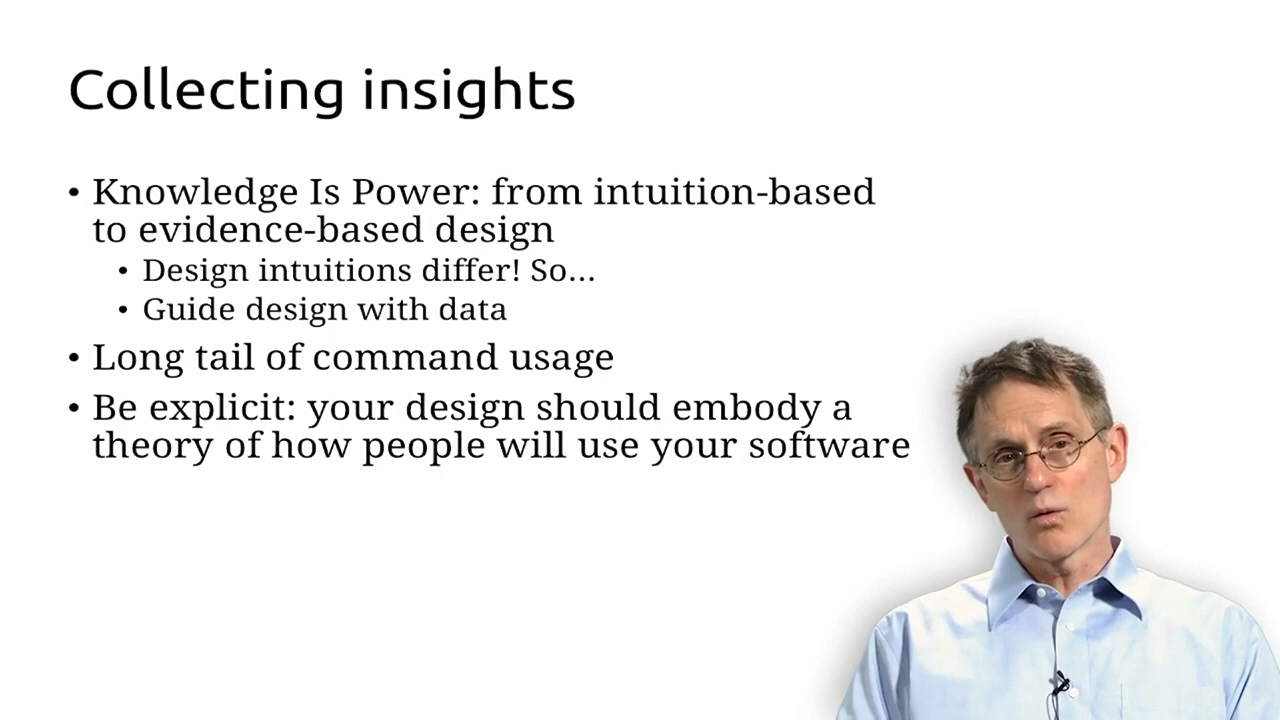 Collecting insights
• Knowledge Is Power: from intuition-based
to evidence-based design
• Design intuitions differ! So...
• Guide design with data
• Long tail of command usage
• Be explicit: your design should embody a
theory of how people will use your software